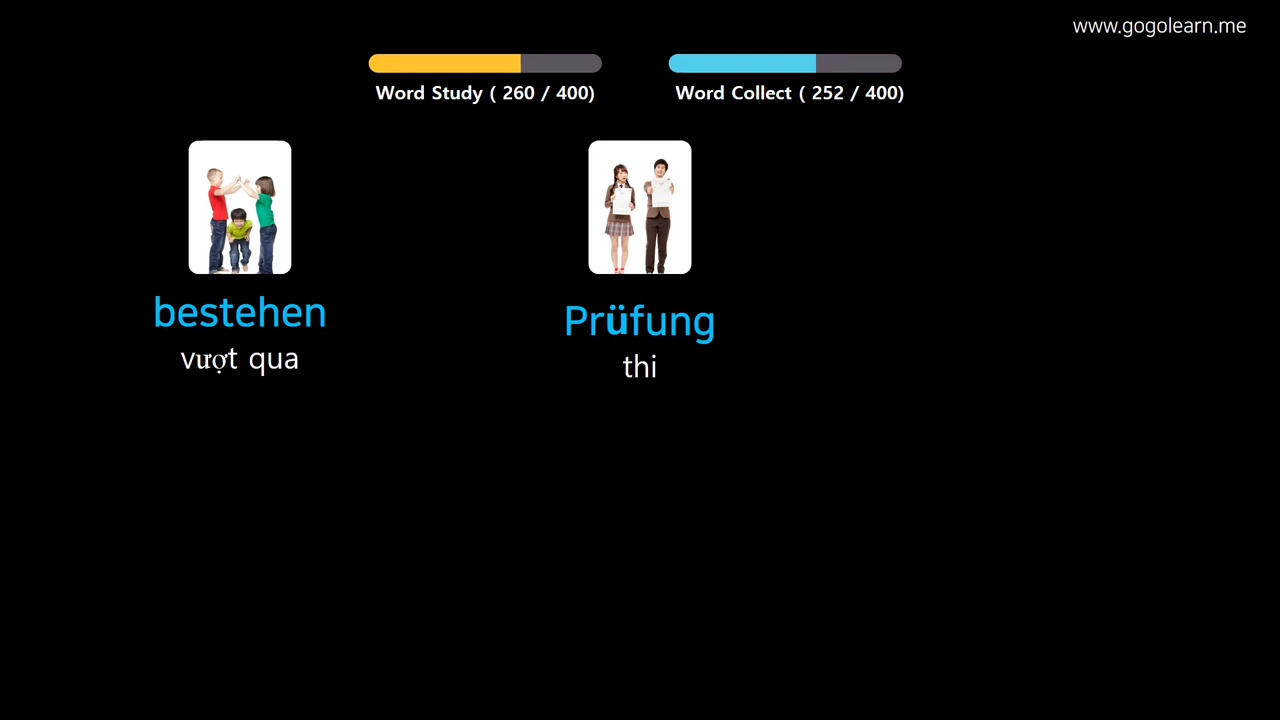 www.gogolearn.me
Word Study ( 260 / 400)
Word Collect ( 252 / 400)
bestehen
vượt qua
Prüfung
thi